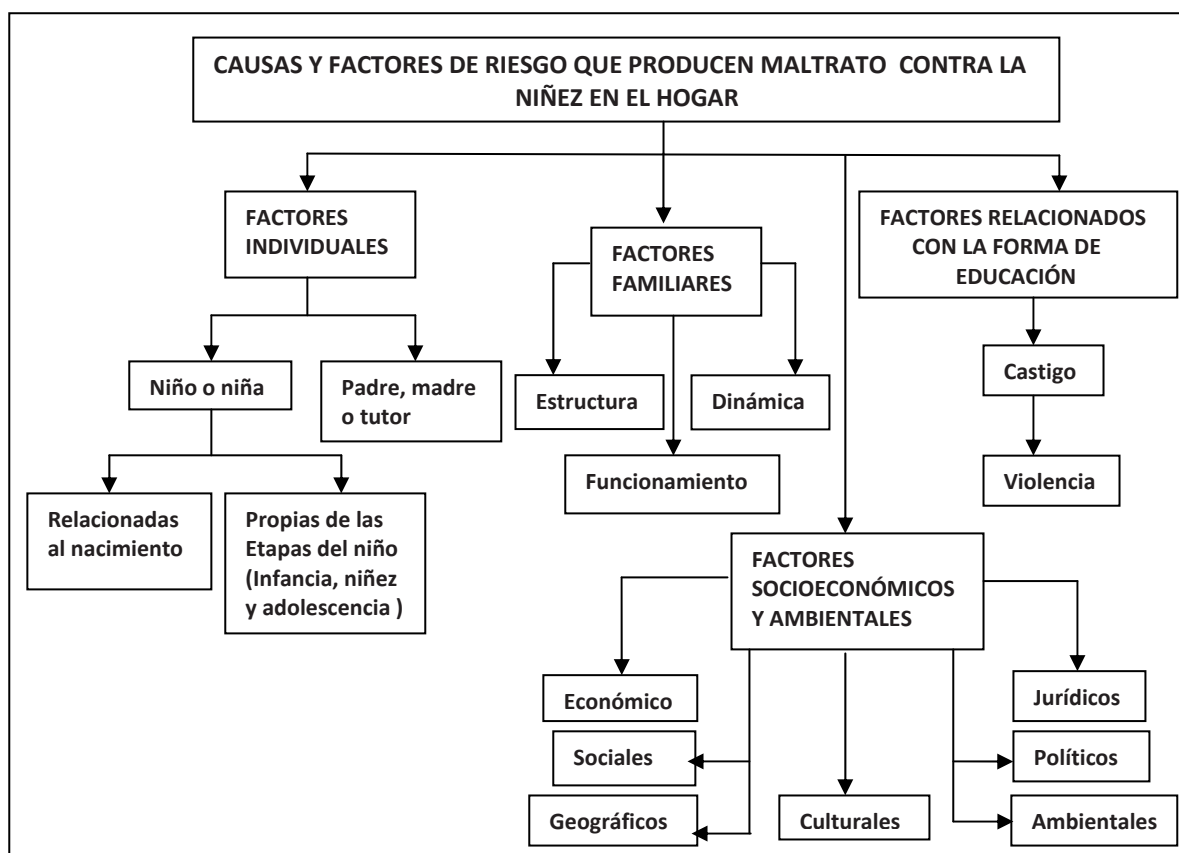 CAUSAS Y FACTORES DE RIESGO QUE PRODUCEN MALTRATO CONTRA LA
NIÑEZ EN EL HOGAR
FACTORES
INDIVIDUALES
FACTORES
FAMILIARES
FACTORES RELACIONADOS
CON LA FORMA DE
EDUCACIÓN
Niño o niña
Padre, madre
o tutor
Estructura
Dinámica
Castigo
Funcionamiento
Violencia
Relacionadas
al nacimiento
Propias de las
Etapas del niño
(Infancia, niñez
y adolescencia )
FACTORES
SOCIOECONÓMICOS
Y AMBIENTALES
Económico
Jurídicos
Sociales
Políticos
Geográficos
Culturales
Ambientales